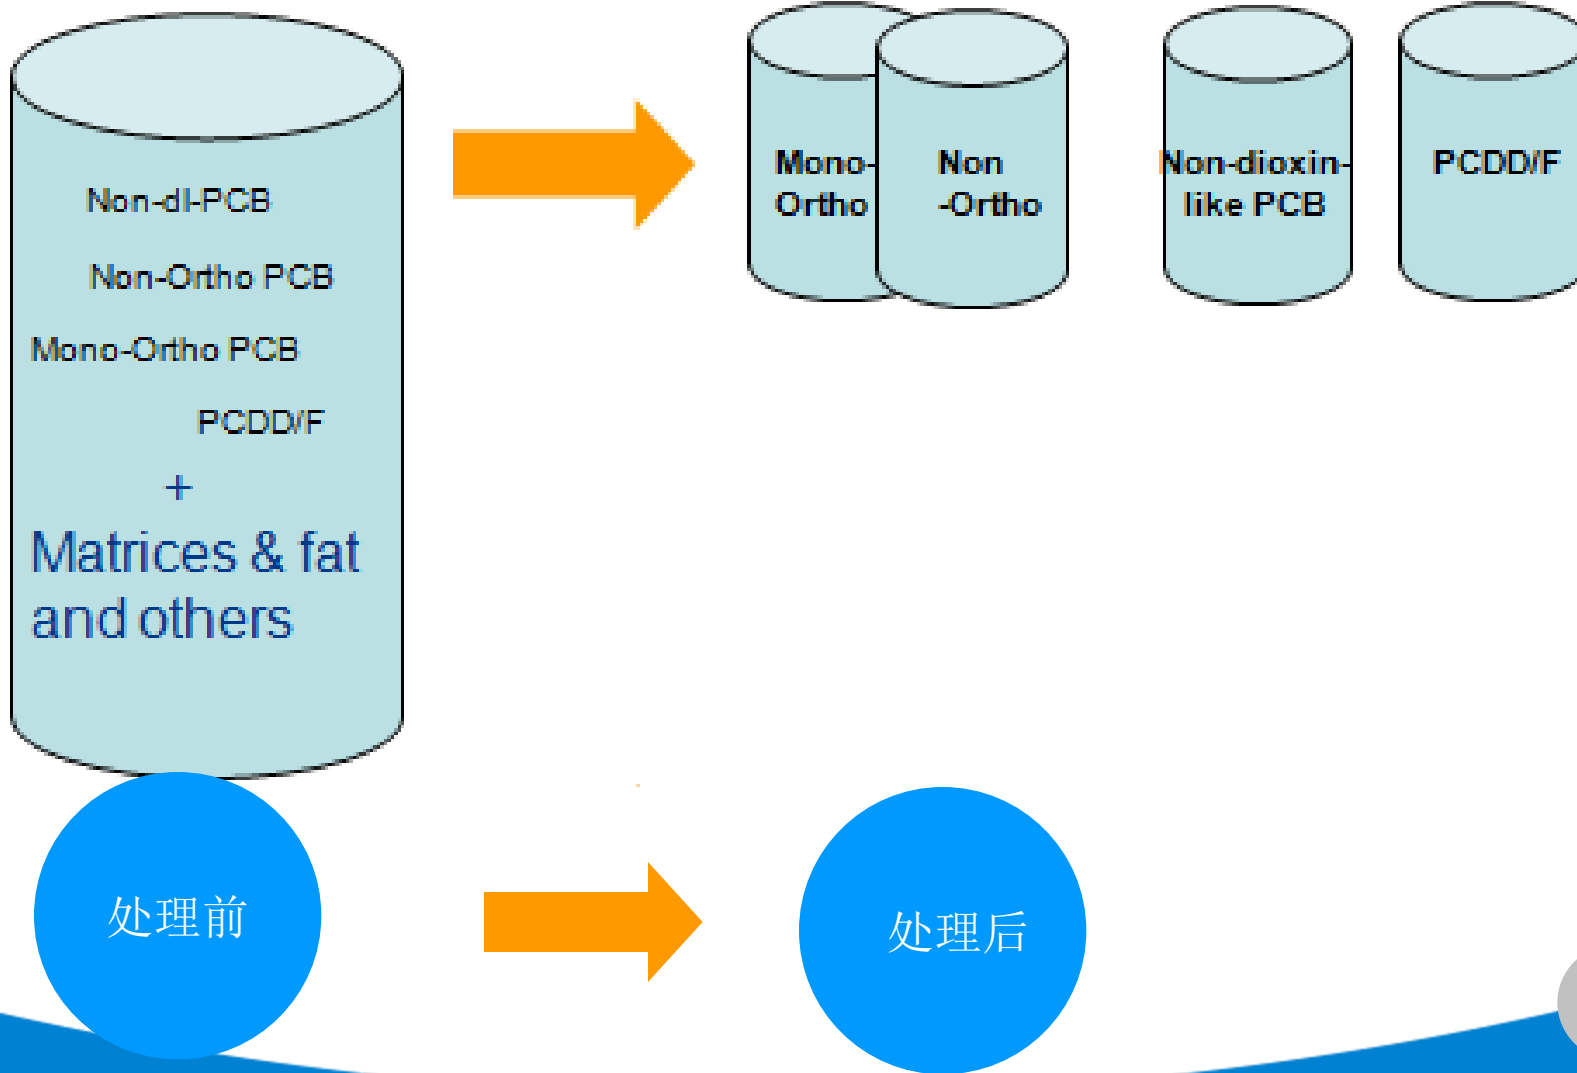 Non-dl-PCB
Non-Ortho PCB
Mono-Ortho PCB
PCDD/F
+
Matrices & fat
and others
Mono-
Ortho
Non
-Ortho
Non-dioxin-
like PCB
PCDD/F
处理前
处理后